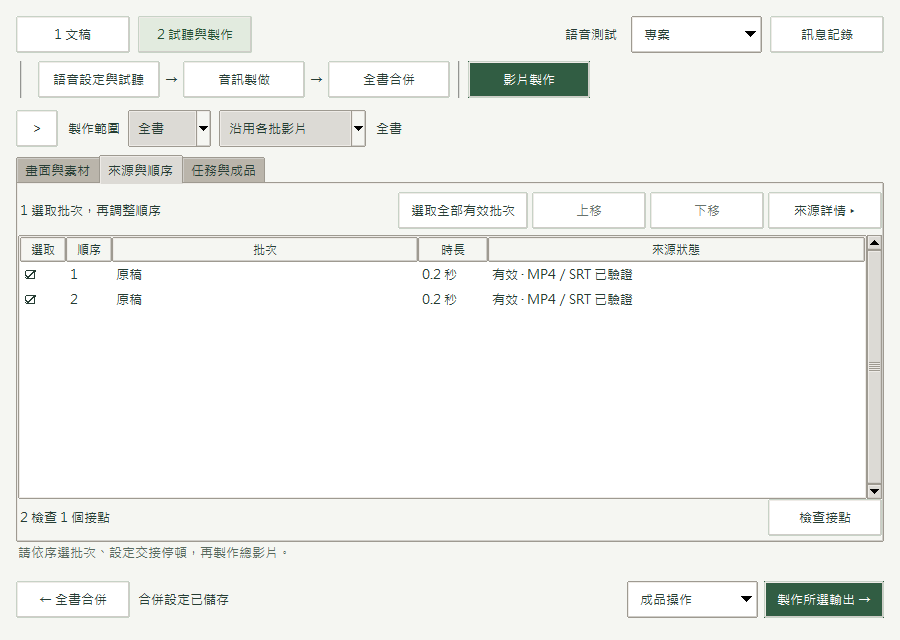 1 文稿
2 試聽與製作
語音測試
專案
訊息記錄
語音設定與試聽 → 音訊製做 → 全書合併
影片製作
>
製作範圍
全書
沿用各批影片
全書
畫面與素材
來源與順序
任務與成品
1 選取批次，再調整順序
選取全部有效批次
上移
下移
來源詳情 ▸
選取 順序 批次 時長 來源狀態
☑ 1 原稿 0.2 秒 有效 · MP4 / SRT 已驗證
☑ 2 原稿 0.2 秒 有效 · MP4 / SRT 已驗證
2 檢查 1 個接點
檢查接點
請依序選批次、設定交接停頓，再製作總影片。
← 全書合併
合併設定已儲存
成品操作
製作所選輸出 →